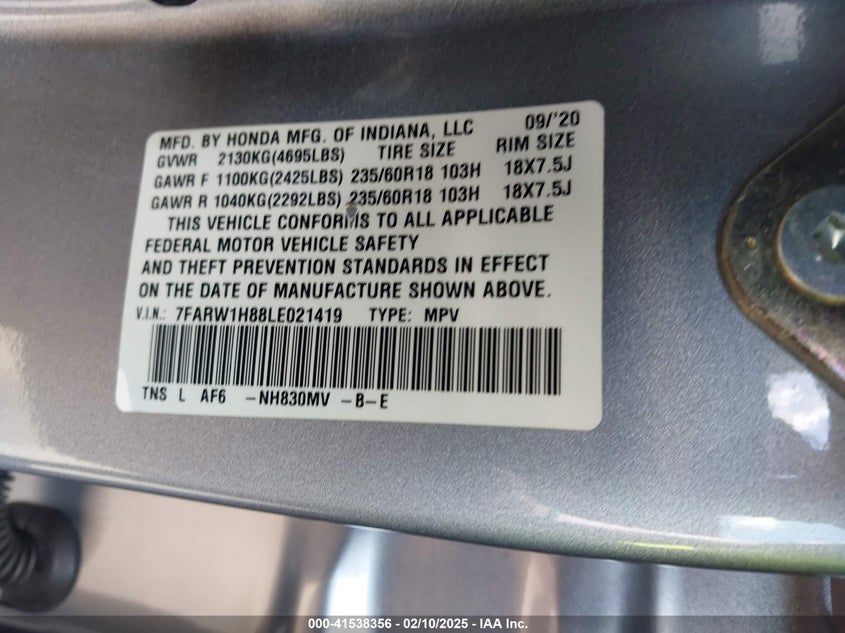 MFD. BY HONDA MFG. OF INDIANA, LLC 09/'20
GVWR 2130KG(4695LBS) TIRE SIZE RIM SIZE
GAWR F 1100KG(2425LBS) 235/60R18 103H 18X7.5J
GAWR R 1040KG(2292LBS) 235/60R18 103H 18X7.5J
THIS VEHICLE CONFORMS TO ALL APPLICABLE
FEDERAL MOTOR VEHICLE SAFETY
AND THEFT PREVENTION STANDARDS IN EFFECT
ON THE DATE OF MANUFACTURE SHOWN ABOVE.
V.I.N.: 7FARW1H88LE021419 TYPE: MPV
TNS L AF6 -NH830MV -B-E
000-41538356 - 02/10/2025 - IAA Inc.